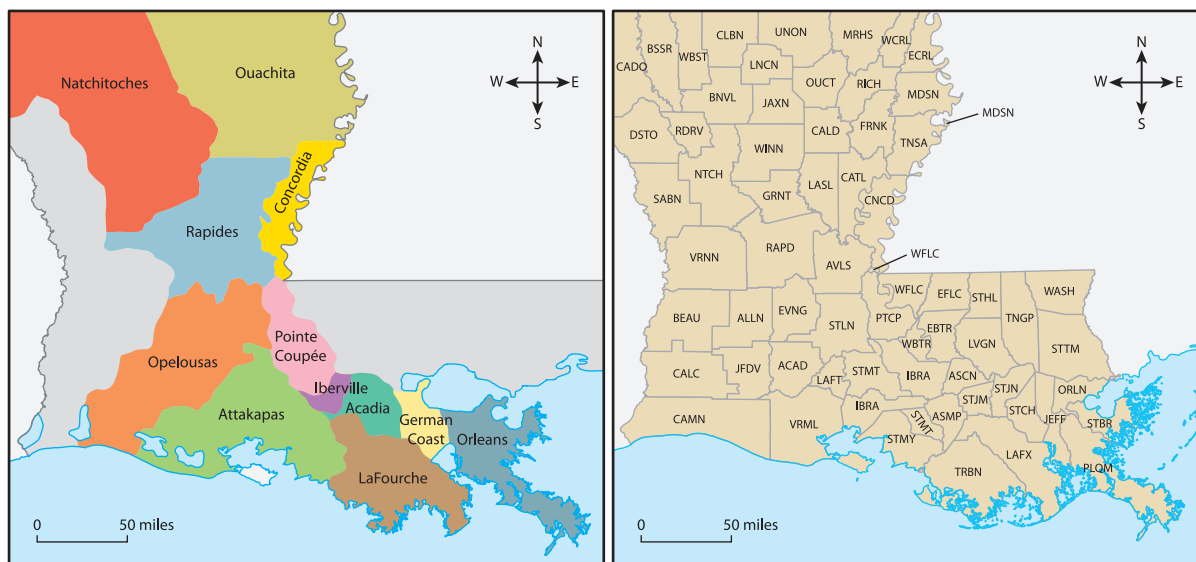 Natchitoches
Ouachita
Concordia
Rapides
Opelousas
Pointe
Coupée
Iberville
Acadia
Attakapas
German
Coast
Orleans
LaFourche
N
W
E
S
0
50 miles
CADO
BSSR
WBST
CLBN
UNON
MRHS
WCRL
ECRL
LNCN
OUCT
RICH
MDSN
BNVL
JAXN
MDSN
DSTO
RDRV
CALD
FRNK
TNSA
WINN
NTCH
LASL
CATL
SABN
GRNT
CNCD
VRNN
RAPD
AVLS
WFLC
WFLC
EFLC
STHL
WASH
BEAU
ALLN
EVNG
STLN
PTCP
EBTR
TNGP
WBTR
LVGN
STTM
CALC
JFDV
ACAD
LAFT
STMT
IBRA
ASCN
STJN
ORLN
CAMN
VRML
IBRA
STMT
ASMP
STJM
STCH
JEFF
STBR
STMY
LAFX
TRBN
PLQM
N
W
E
S
0
50 miles